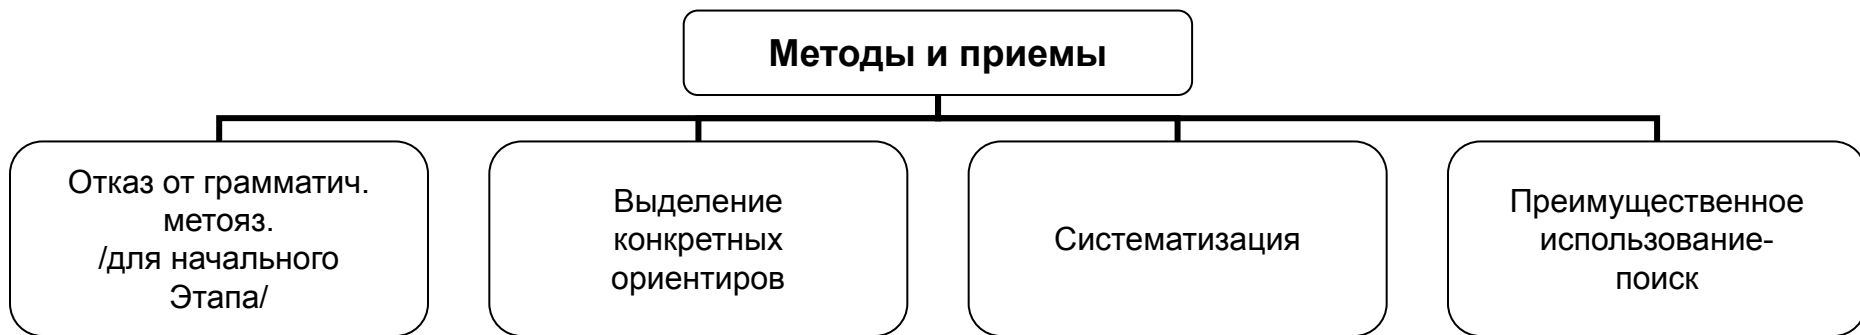 Методы и приемы
Отказ от грамматич.
метояз.
/для начального
Этапа/
Выделение
конкретных
ориентиров
Систематизация
Преимущественное
использование-
поиск